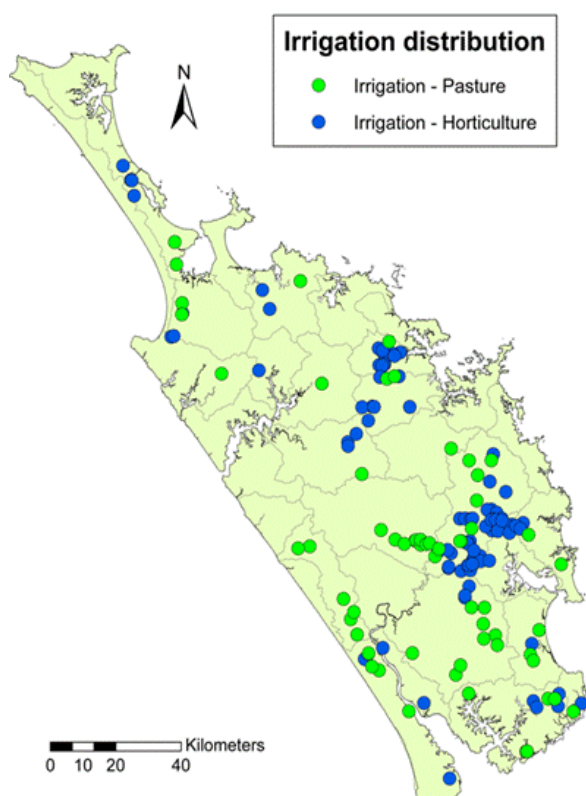 Irrigation distribution
Irrigation - Pasture
Irrigation - Horticulture
N
Kilometers
0 10 20 40